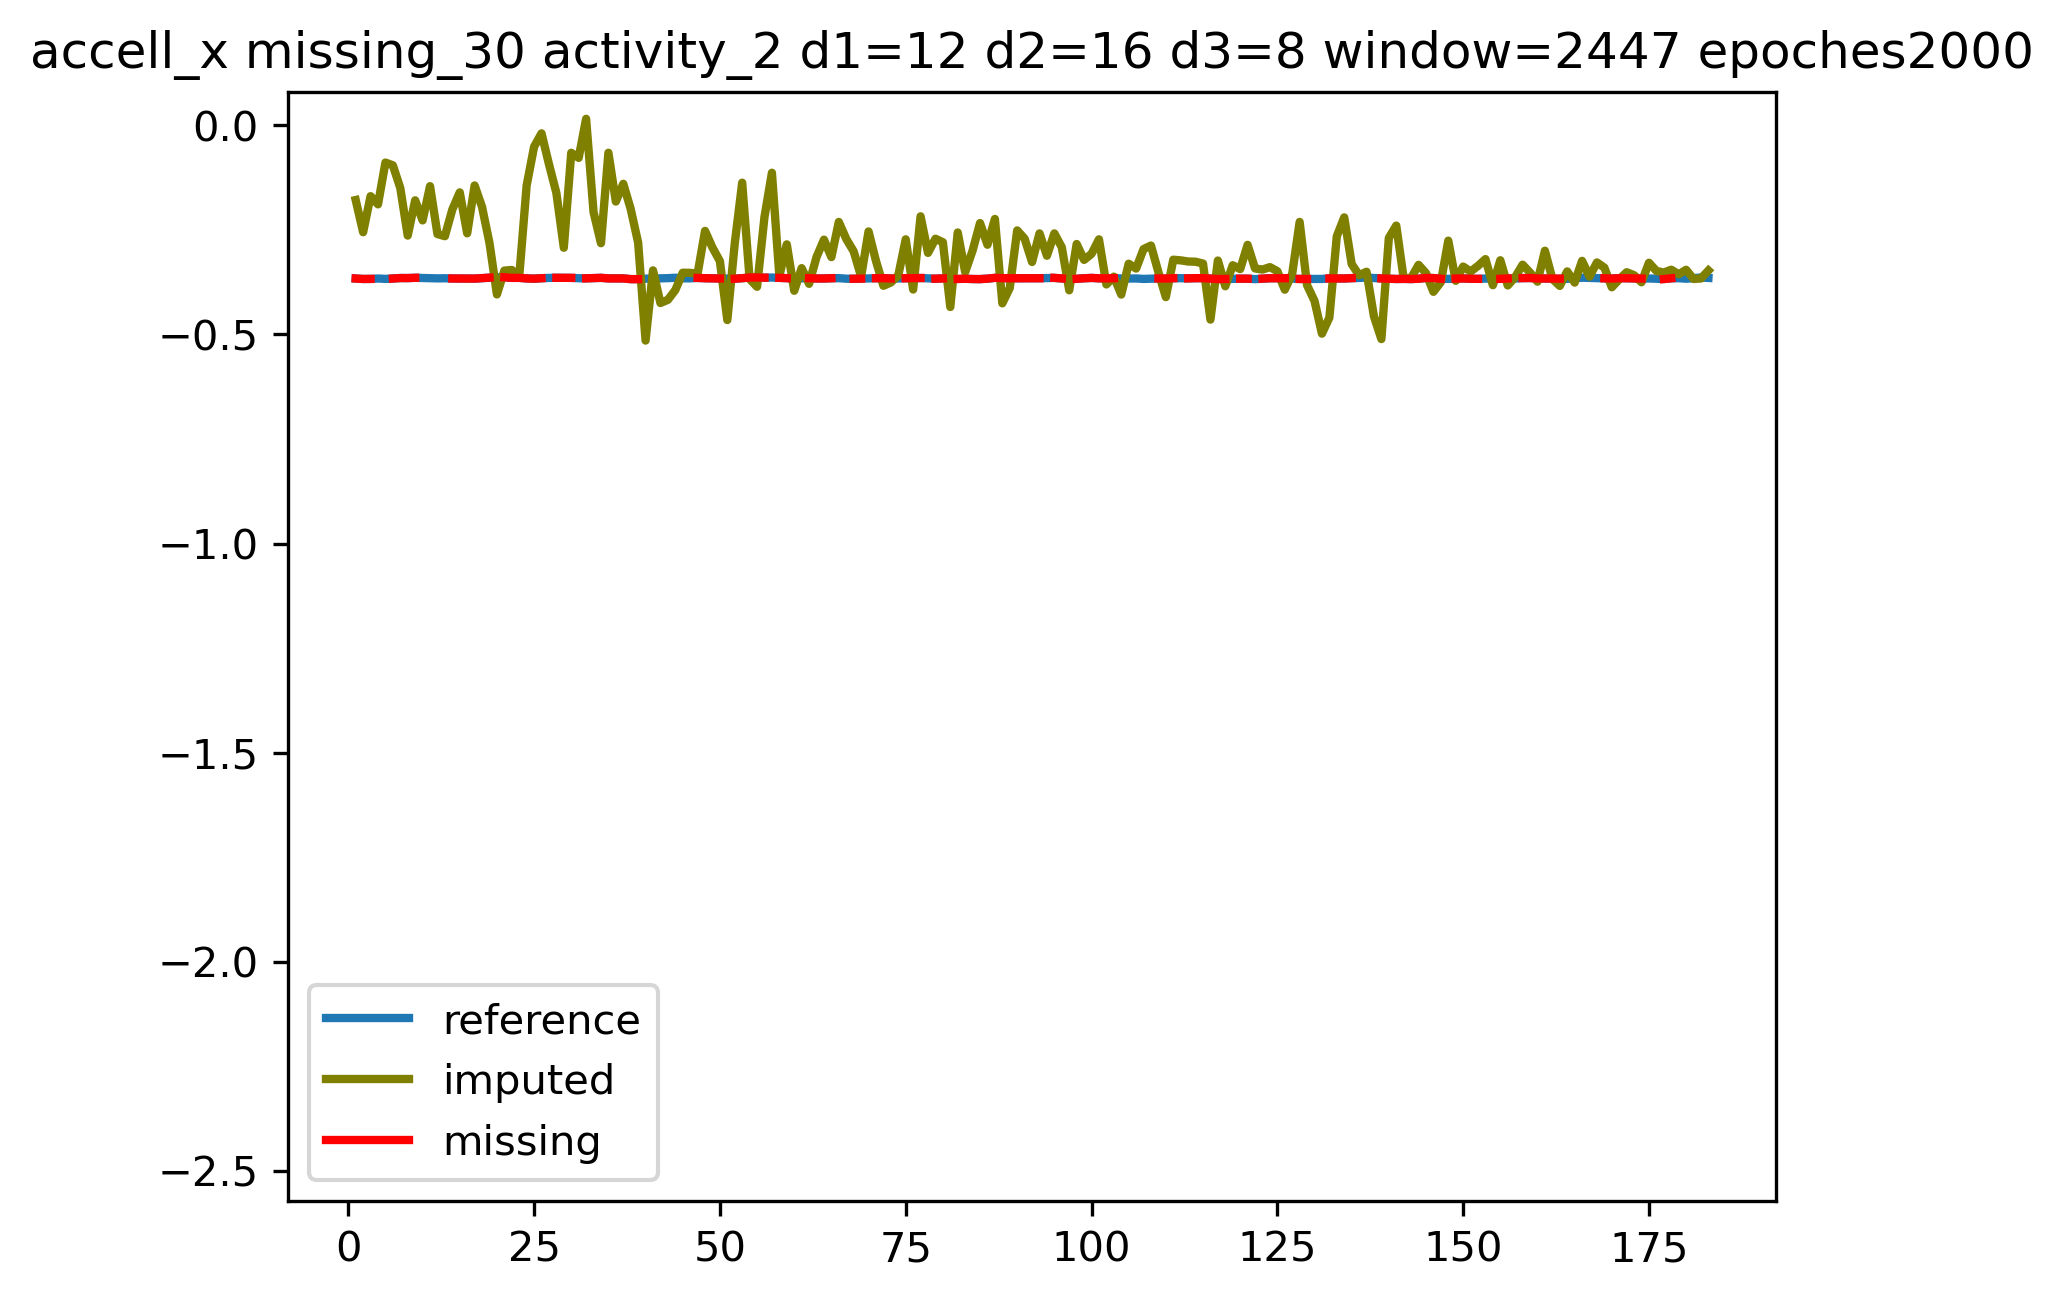 accell_x missing_30 activity_2 d1=12 d2=16 d3=8 window=2447 epoches2000
0.0
−0.5
−1.0
−1.5
−2.0
−2.5
reference
imputed
missing
0 25 50 75 100 125 150 175